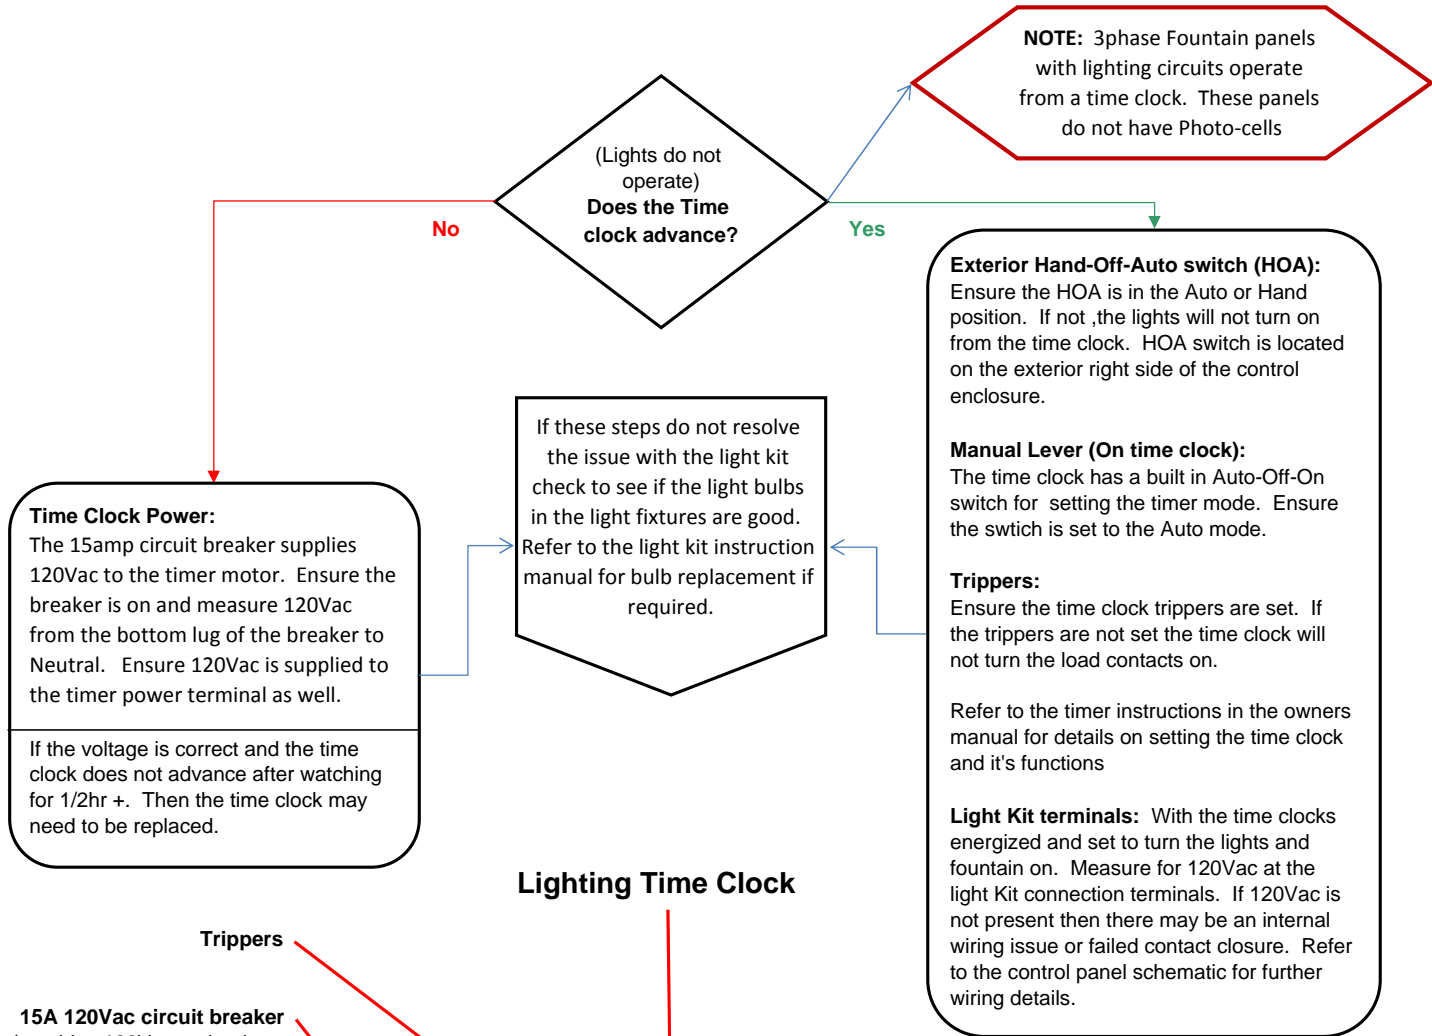 NOTE:  3phase Fountain panels
with lighting circuits operate
from a time clock.  These panels
do not have Photo-cells
(Lights do not
operate)
Does the Time
clock advance?
No
Yes
Exterior Hand-Off-Auto switch (HOA):
Ensure the HOA is in the Auto or Hand
position.  If not ,the lights will not turn on
from the time clock.  HOA switch is located
on the exterior right side of the control
enclosure.
Manual Lever (On time clock):
The time clock has a built in Auto-Off-On
switch for  setting the timer mode.  Ensure
the swtich is set to the Auto mode.
Trippers:
Ensure the time clock trippers are set.  If
the trippers are not set the time clock will
not turn the load contacts on.
Refer to the timer instructions in the owners
manual for details on setting the time clock
and it's functions
Light Kit terminals:  With the time clocks
energized and set to turn the lights and
fountain on.  Measure for 120Vac at the
light Kit connection terminals.  If 120Vac is
not present then there may be an internal
wiring issue or failed contact closure.  Refer
to the control panel schematic for further
wiring details.
If these steps do not resolve
the issue with the light kit
check to see if the light bulbs
in the light fixtures are good.
Refer to the light kit instruction
manual for bulb replacement if
required.
Time Clock Power:
The 15amp circuit breaker supplies
120Vac to the timer motor.  Ensure the
breaker is on and measure 120Vac
from the bottom lug of the breaker to
Neutral.   Ensure 120Vac is supplied to
the timer power terminal as well.
If the voltage is correct and the time
clock does not advance after watching
for 1/2hr +.  Then the time clock may
need to be replaced.
Lighting Time Clock
Trippers
15A 120Vac circuit breaker